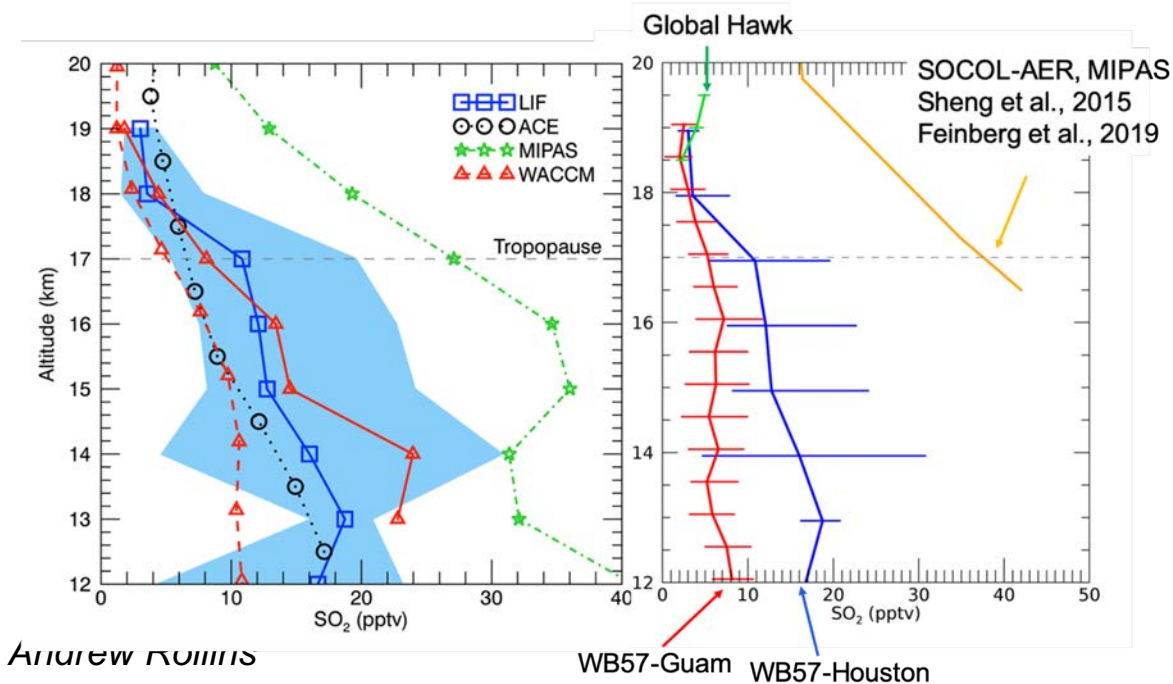 Global Hawk
SOCOL-AER, MIPAS
Sheng et al., 2015
Feinberg et al., 2019
20
19
18
17
16
15
14
13
12
Altitude (km)
LIF
ACE
MIPAS
WACCM
Tropopause
0 10 20 30 40
SO₂ (pptv)
20
18
16
14
12
0 10 20 30 40 50
SO₂ (pptv)
Andrew Rollins
WB57-Guam
WB57-Houston